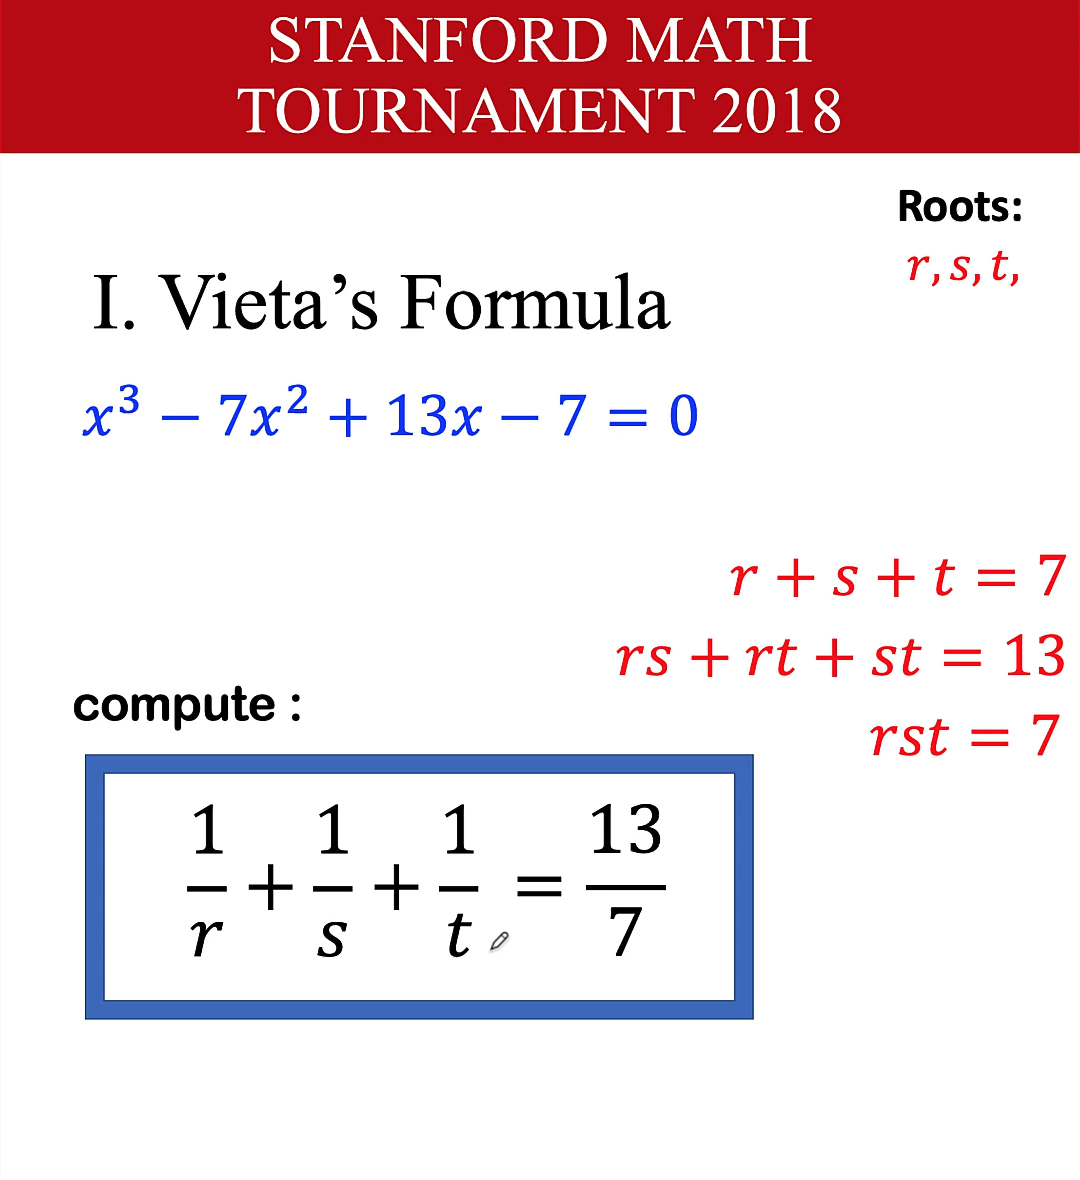 STANFORD MATH
TOURNAMENT 2018
Roots:
r, s, t,
I. Vieta’s Formula
x³ − 7x² + 13x − 7 = 0
r + s + t = 7
rs + rt + st = 13
rst = 7
compute :
1/r + 1/s + 1/t = 13/7